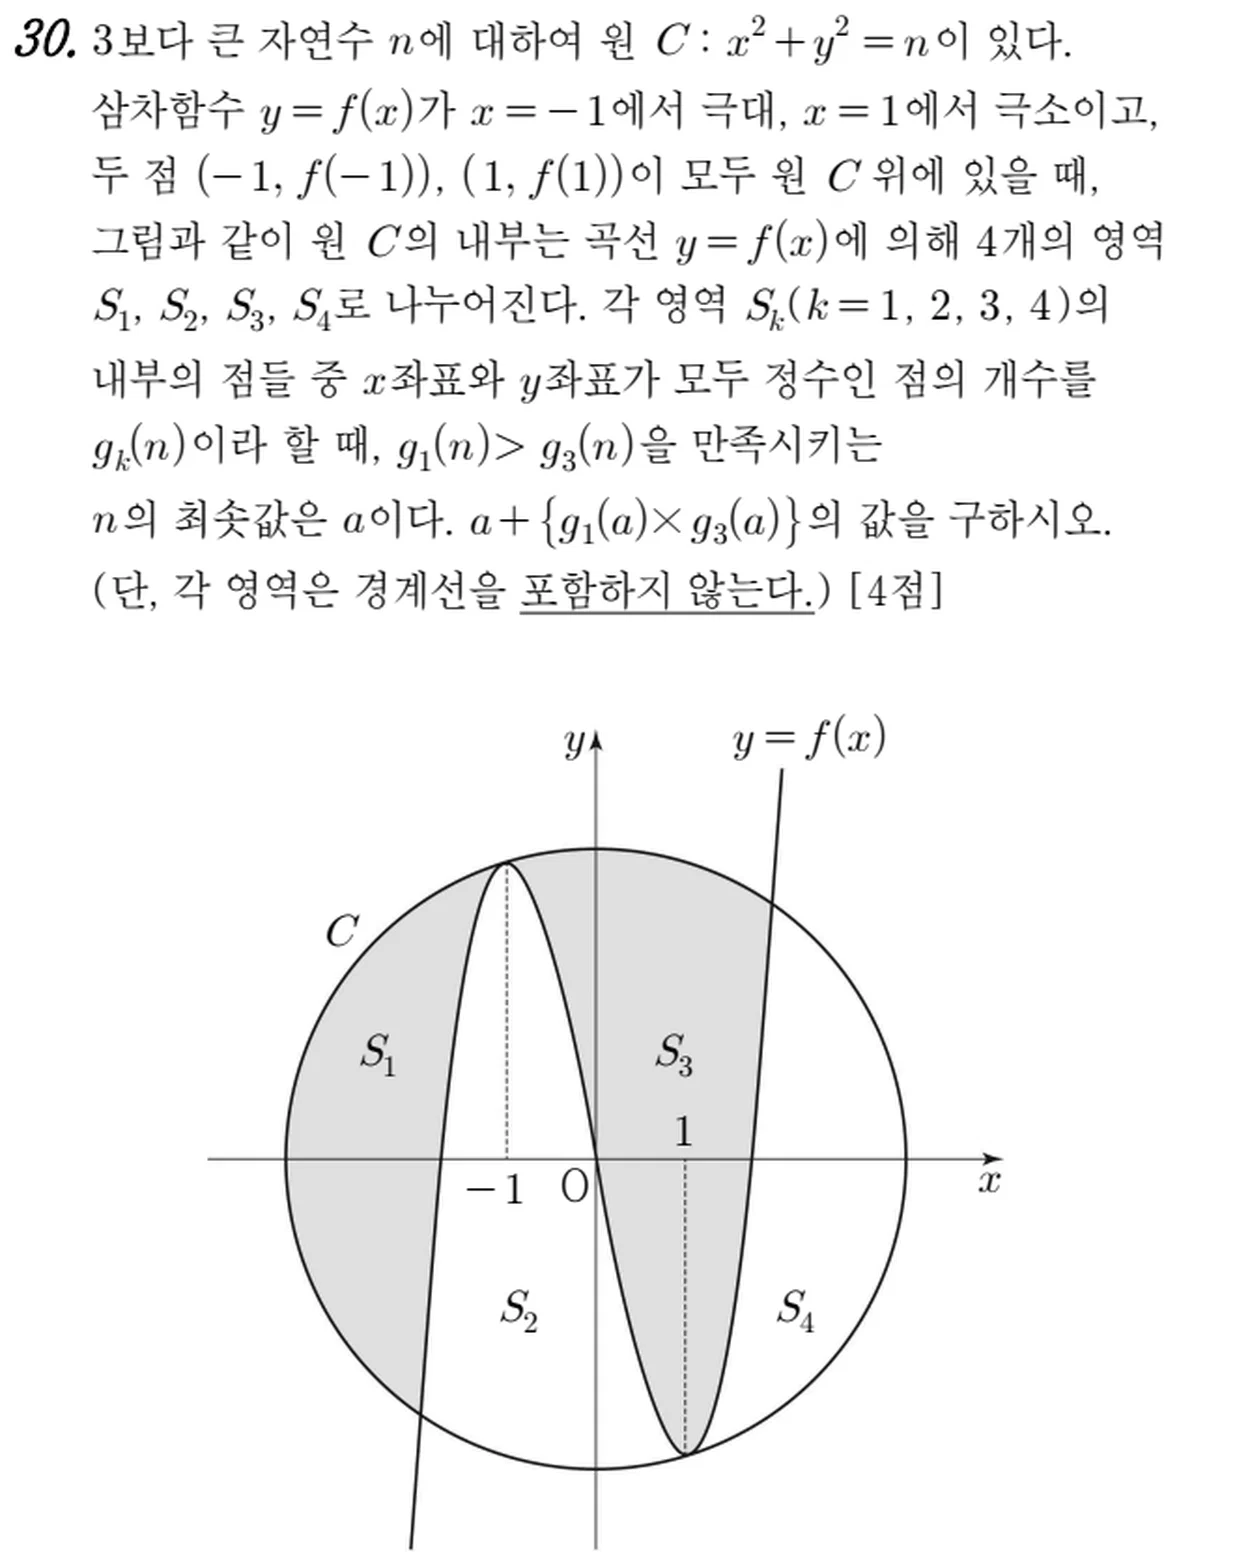 30. 3보다 큰 자연수 n에 대하여 원 C : x²+y²=n이 있다.
삼차함수 y=f(x)가 x=−1에서 극대, x=1에서 극소이고,
두 점 (−1, f(−1)), (1, f(1))이 모두 원 C 위에 있을 때,
그림과 같이 원 C의 내부는 곡선 y=f(x)에 의해 4개의 영역
S₁, S₂, S₃, S₄로 나누어진다. 각 영역 Sₖ(k=1, 2, 3, 4)의
내부의 점들 중 x좌표와 y좌표가 모두 정수인 점의 개수를
gₖ(n)이라 할 때, g₁(n)> g₃(n)을 만족시키는
n의 최솟값은 a이다. a+{g₁(a)×g₃(a)}의 값을 구하시오.
(단, 각 영역은 경계선을 포함하지 않는다.) [4점]
y
y=f(x)
C
S₁
S₃
1
−1
O
x
S₂
S₄